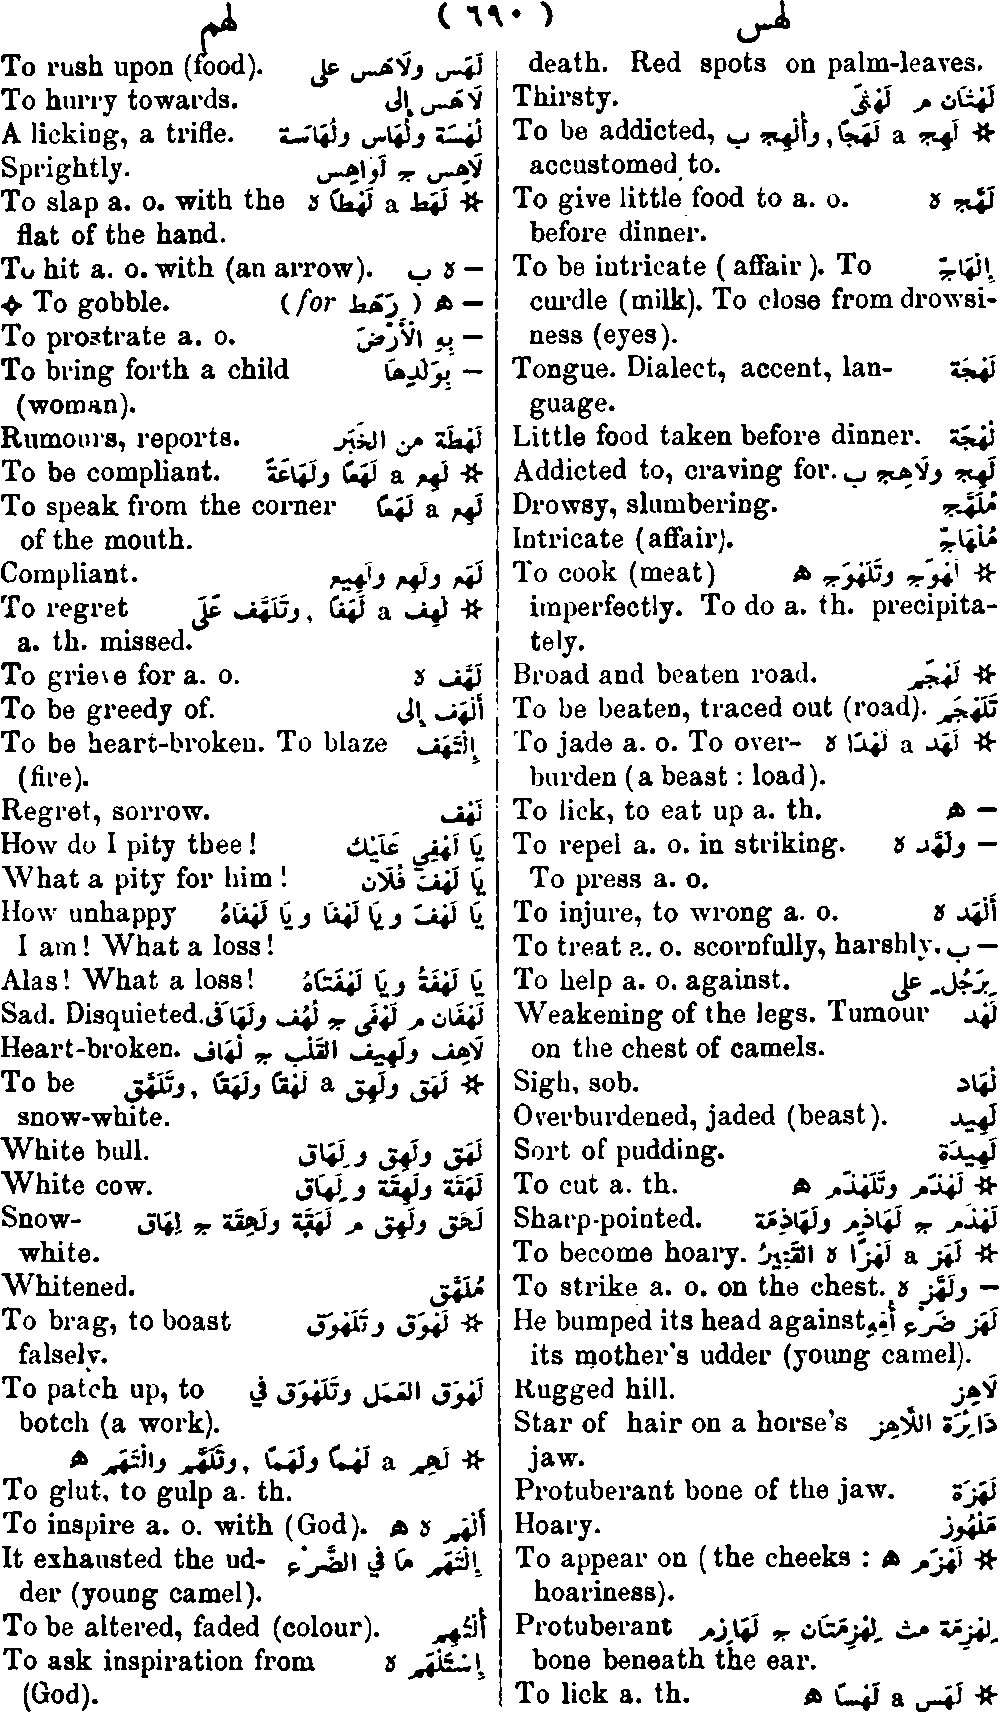 لهس ( ٦٩٠ ) لهم
death. Red spots on palm-leaves.
Thirsty. لَهْثَان م لَهْثَى
To be addicted, لَهِج a لَهَجًا, وأُلْهِج ب ✲
accustomed to.
To give little food to a. o. لَهَّج ه
before dinner.
To be intricate ( affair ). To إِلْهَاجّ
curdle (milk). To close from drowsi-
ness (eyes).
Tongue. Dialect, accent, lan- لَهْجَة
guage.
Little food taken before dinner. لُهْجَة
Addicted to, craving for. لَهِج ولَاهِج ب
Drowsy, slumbering. مُلَهَّج
Intricate (affair). مُلْهَاجّ
To cook (meat) لَهْوَج وتَلَهْوَج ه ✲
imperfectly. To do a. th. precipita-
tely.
Broad and beaten road. لَهْجَم ✲
To be beaten, traced out (road). تَلَهْجَم
To jade a. o. To over- لَهَد a لَهْدًا ه ✲
burden (a beast : load).
To lick, to eat up a. th. — ه
To repel a. o. in striking. — ولَهَّد ه
To press a. o.
To injure, to wrong a. o. أَلْهَد ه
To treat a. o. scornfully, harshly. — ب
To help a. o. against. بِرَجُل على
Weakening of the legs. Tumour لَهْد
on the chest of camels.
Sigh, sob. لُهَاد
Overburdened, jaded (beast). لَهِيد
Sort of pudding. لَهِيدَة
To cut a. th. لَهْذَم وتَلَهْذَم ه ✲
Sharp-pointed. لَهْذَم ج لَهَاذِم ولَهَاذِمَة
To become hoary. لَهَز a لَهْزًا ه القَتِيرُ ✲
To strike a. o. on the chest. — ولَهَّز ه
He bumped its head against لَهَز ضَرْع أُمِّهِ
its mother's udder (young camel).
Rugged hill. لَاهِز
Star of hair on a horse's دَائِرَة اللَّاهِز
jaw.
Protuberant bone of the jaw. لَهْزَة
Hoary. مَلْهُوز
To appear on ( the cheeks : لَهْزَم ه ✲
hoariness).
Protuberant لِهْزِمَة مث لِهْزِمَتَان ج لَهَازِم
bone beneath the ear.
To lick a. th. لَهَس a لَهْسًا ه ✲
To rush upon (food). لَهَس ولَاهَس على
To hurry towards. لَاهَس إلى
A licking, a trifle. لُهْسَة ولُهَاس ولُهَاسَة
Sprightly. لَاهِس ج لَوَاهِس
To slap a. o. with the لَهَط a لَهْطًا ه ✲
flat of the hand.
To hit a. o. with (an arrow). — ه ب
✧ To gobble. — ه ( for رَهَط )
To prostrate a. o. — بِهِ الْأَرْضَ
To bring forth a child — بِوَلَدِهَا
(woman).
Rumours, reports. لَهْطَة من الخَبَر
To be compliant. لَهِع a لَهَعًا ولَهَاعَةً ✲
To speak from the corner لَهِع a لَهَعًا
of the mouth.
Compliant. لَهَع ولَهِع ولَهِيع
To regret لَهِف a لَهَفًا, وتَلَهَّف عَلَى ✲
a. th. missed.
To grieve for a. o. لَهَّف ه
To be greedy of. أَلْهَف إلى
To be heart-broken. To blaze إِلْتَهَف
(fire).
Regret, sorrow. لَهْف
How do I pity thee ! يَا لَهْفِي عَلَيْك
What a pity for him ! يَا لَهْفَ فُلَان
How unhappy يَا لَهْفَ ويَا لَهْفَا ويَا لَهْفَاهُ
I am ! What a loss !
Alas ! What a loss ! يَا لَهْفَةُ ويَا لَهْفَتَاهُ
Sad. Disquieted. لَهْفَان م لَهْفَى ج لُهُف ولَهَافَى
Heart-broken. لَاهِف ولَهِيف القَلْب ج لِهَاف
To be لَهَق ولَهِق a لَهْقًا ولَهَقًا, وتَلَهَّق ✲
snow-white.
White bull. لَهَق ولَهِق ولِهَاق
White cow. لَهَقَة ولَهِقَة ولِهَاق
Snow- لَهَق ولَهِق م لَهَقَة ولَهِقَة ج لِهَاق
white.
Whitened. مُلَهَّق
To brag, to boast لَهْوَق وتَلَهْوَق ✲
falsely.
To patch up, to لَهْوَق العَمَل وتَلَهْوَق في
botch (a work).
✲ لَهِم a لَهْمًا ولَهَمًا, وتَلَهَّم والْتَهَم ه
To glut, to gulp a. th.
To inspire a. o. with (God). أَلْهَم ه ه
It exhausted the ud- إِلْتَهَم مَا في الضَّرْع
der (young camel).
To be altered, faded (colour). أُلْتُهِم
To ask inspiration from إِسْتَلْهَم ه
(God).